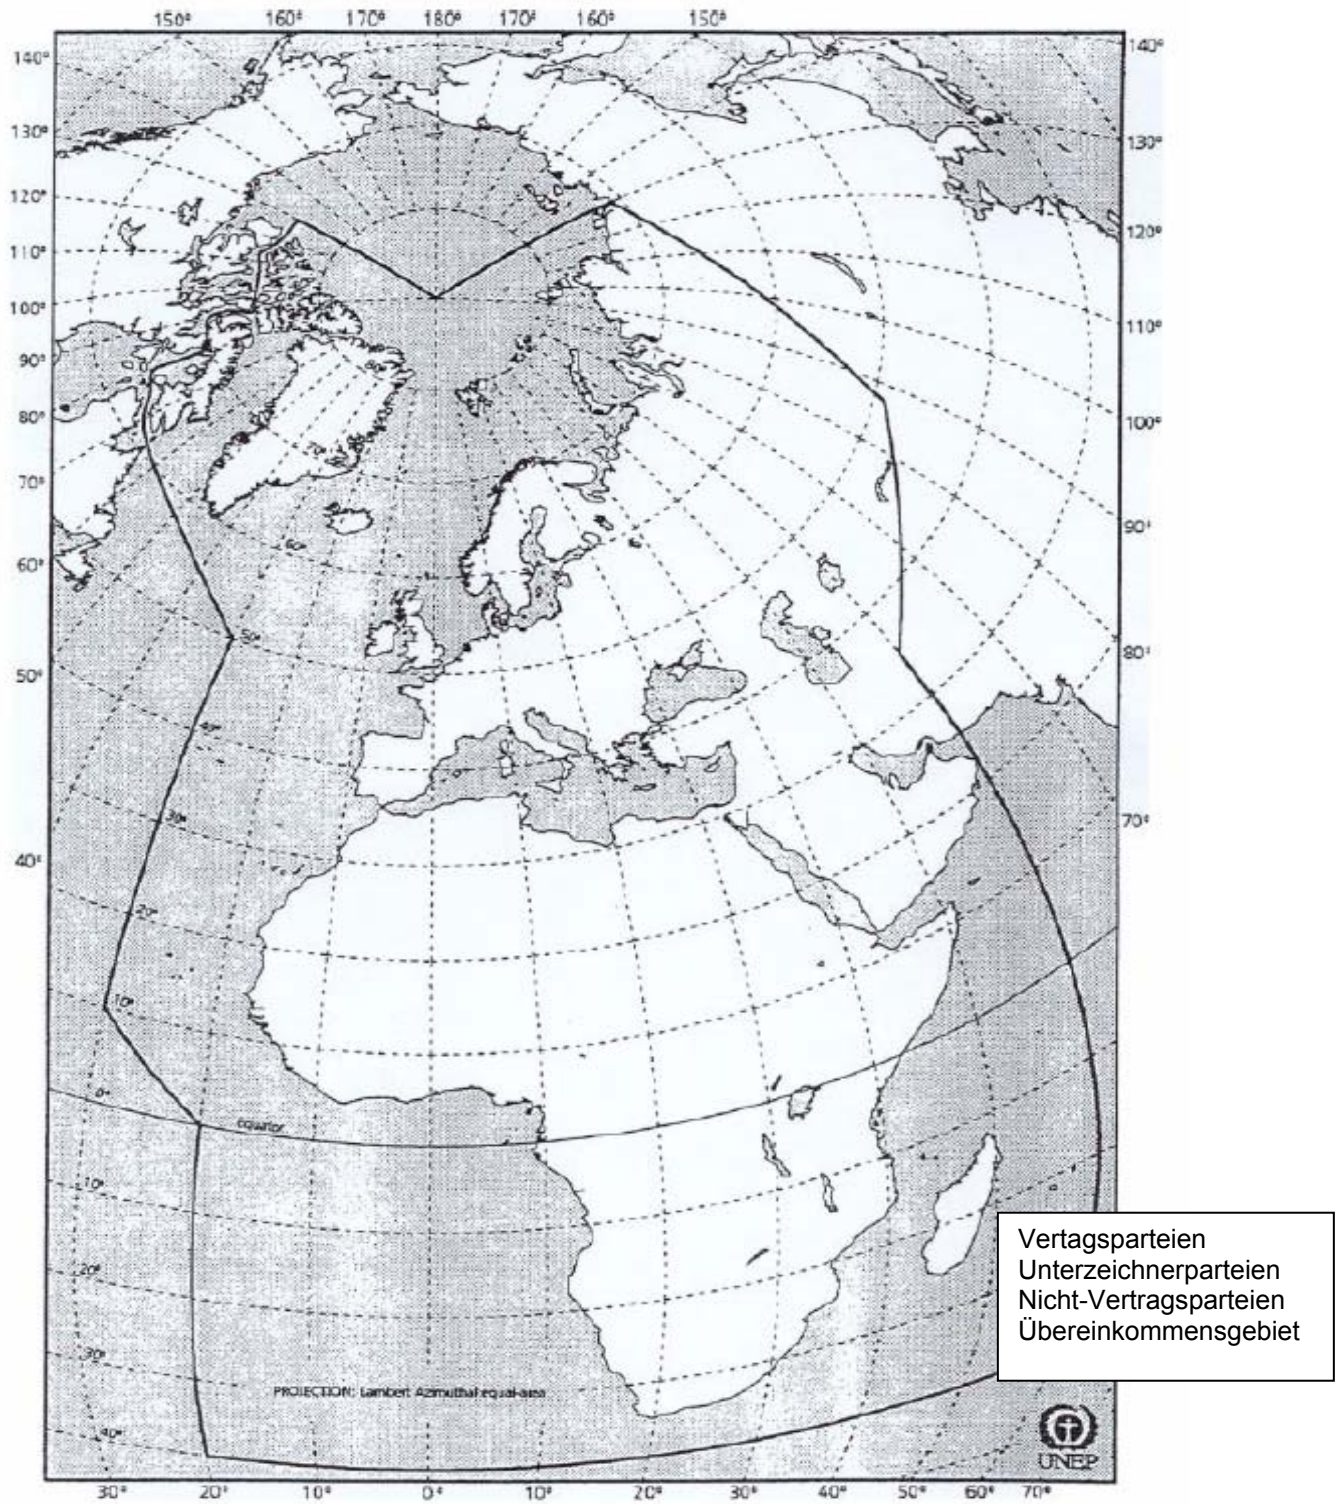 150° 160° 170° 180° 170° 160° 150°
140° 140°
130° 130°
120° 120°
110° 110°
100° 100°
90° 90°
80° 80°
70° 70°
60°
50°
40°
70°
60°
50°
40°
30°
20°
10°
0°
equator
10°
20°
30°
40°
PROJECTION: Lambert Azimuthal equal-area
Vertagsparteien
Unterzeichnerparteien
Nicht-Vertragsparteien
Übereinkommensgebiet
UNEP
30° 20° 10° 0° 10° 20° 30° 40° 50° 60° 70°